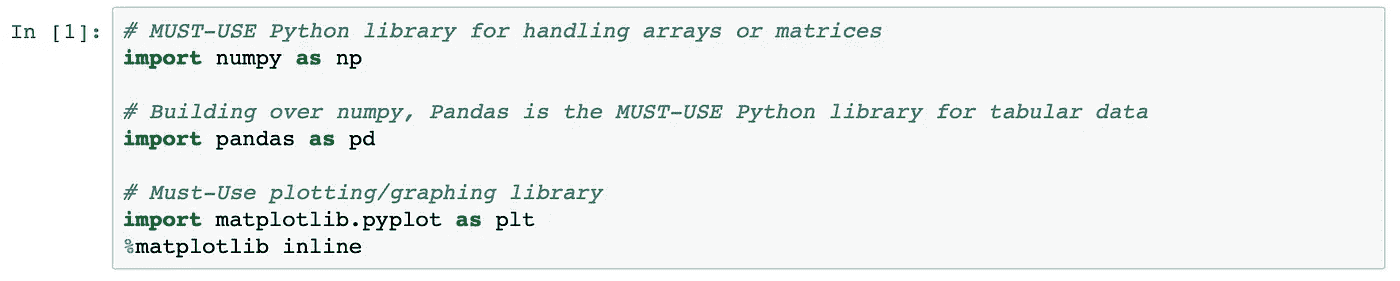 In [1]: # MUST-USE Python library for handling arrays or matrices
import numpy as np
# Building over numpy, Pandas is the MUST-USE Python library for tabular data
import pandas as pd
# Must-Use plotting/graphing library
import matplotlib.pyplot as plt
%matplotlib inline